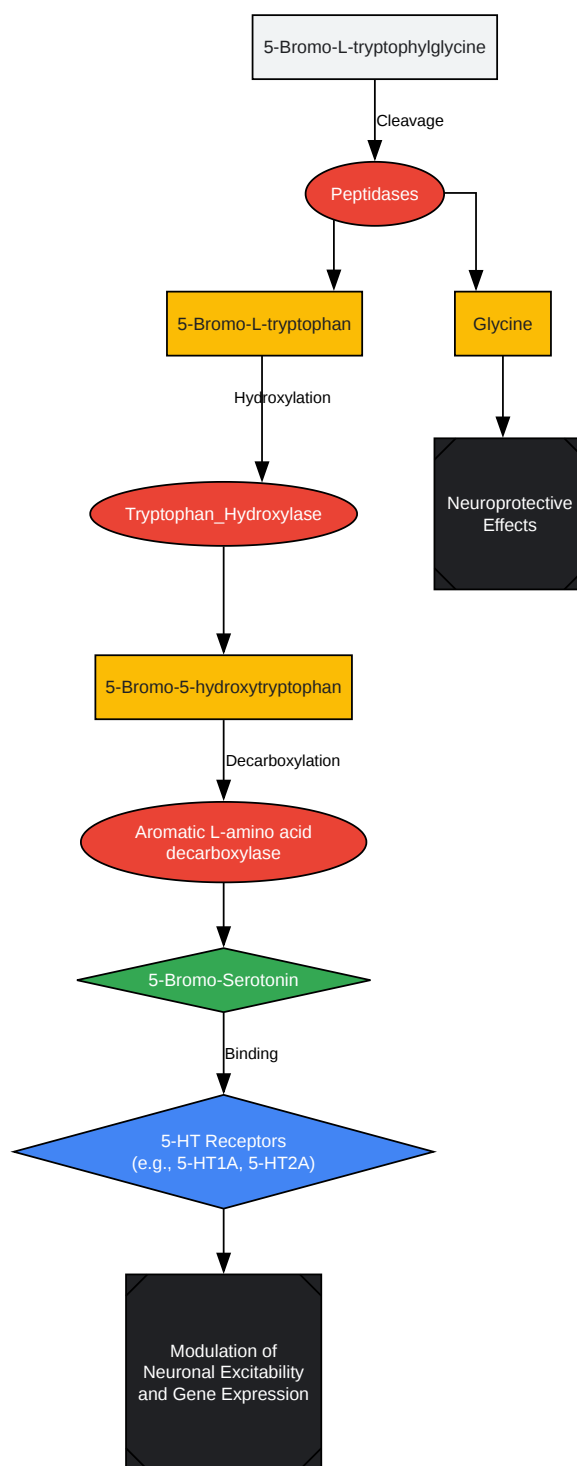 5-Bromo-L-tryptophylglycine
Cleavage
Peptidases
5-Bromo-L-tryptophan
Glycine
Hydroxylation
Neuroprotective
Effects
Tryptophan_Hydroxylase
5-Bromo-5-hydroxytryptophan
Decarboxylation
Aromatic L-amino acid
decarboxylase
5-Bromo-Serotonin
Binding
5-HT Receptors
(e.g., 5-HT1A, 5-HT2A)
Modulation of
Neuronal Excitability
and Gene Expression